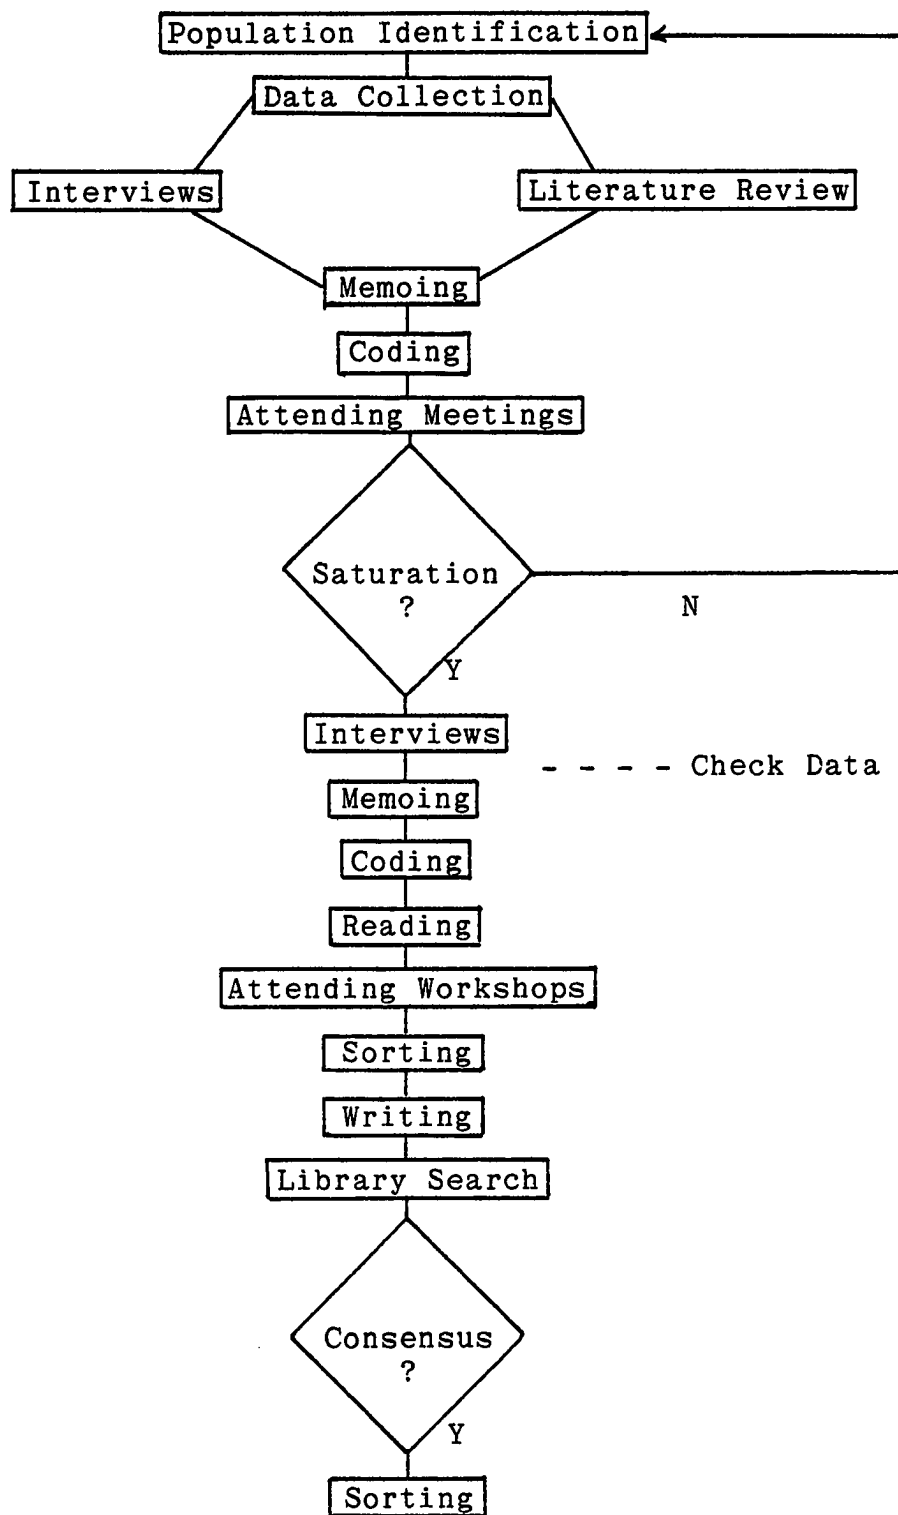 Population Identification
Data Collection
Interviews
Literature Review
Memoing
Coding
Attending Meetings
Saturation
?
N
Y
Interviews
- - - - Check Data
Memoing
Coding
Reading
Attending Workshops
Sorting
Writing
Library Search
Consensus
?
Y
Sorting